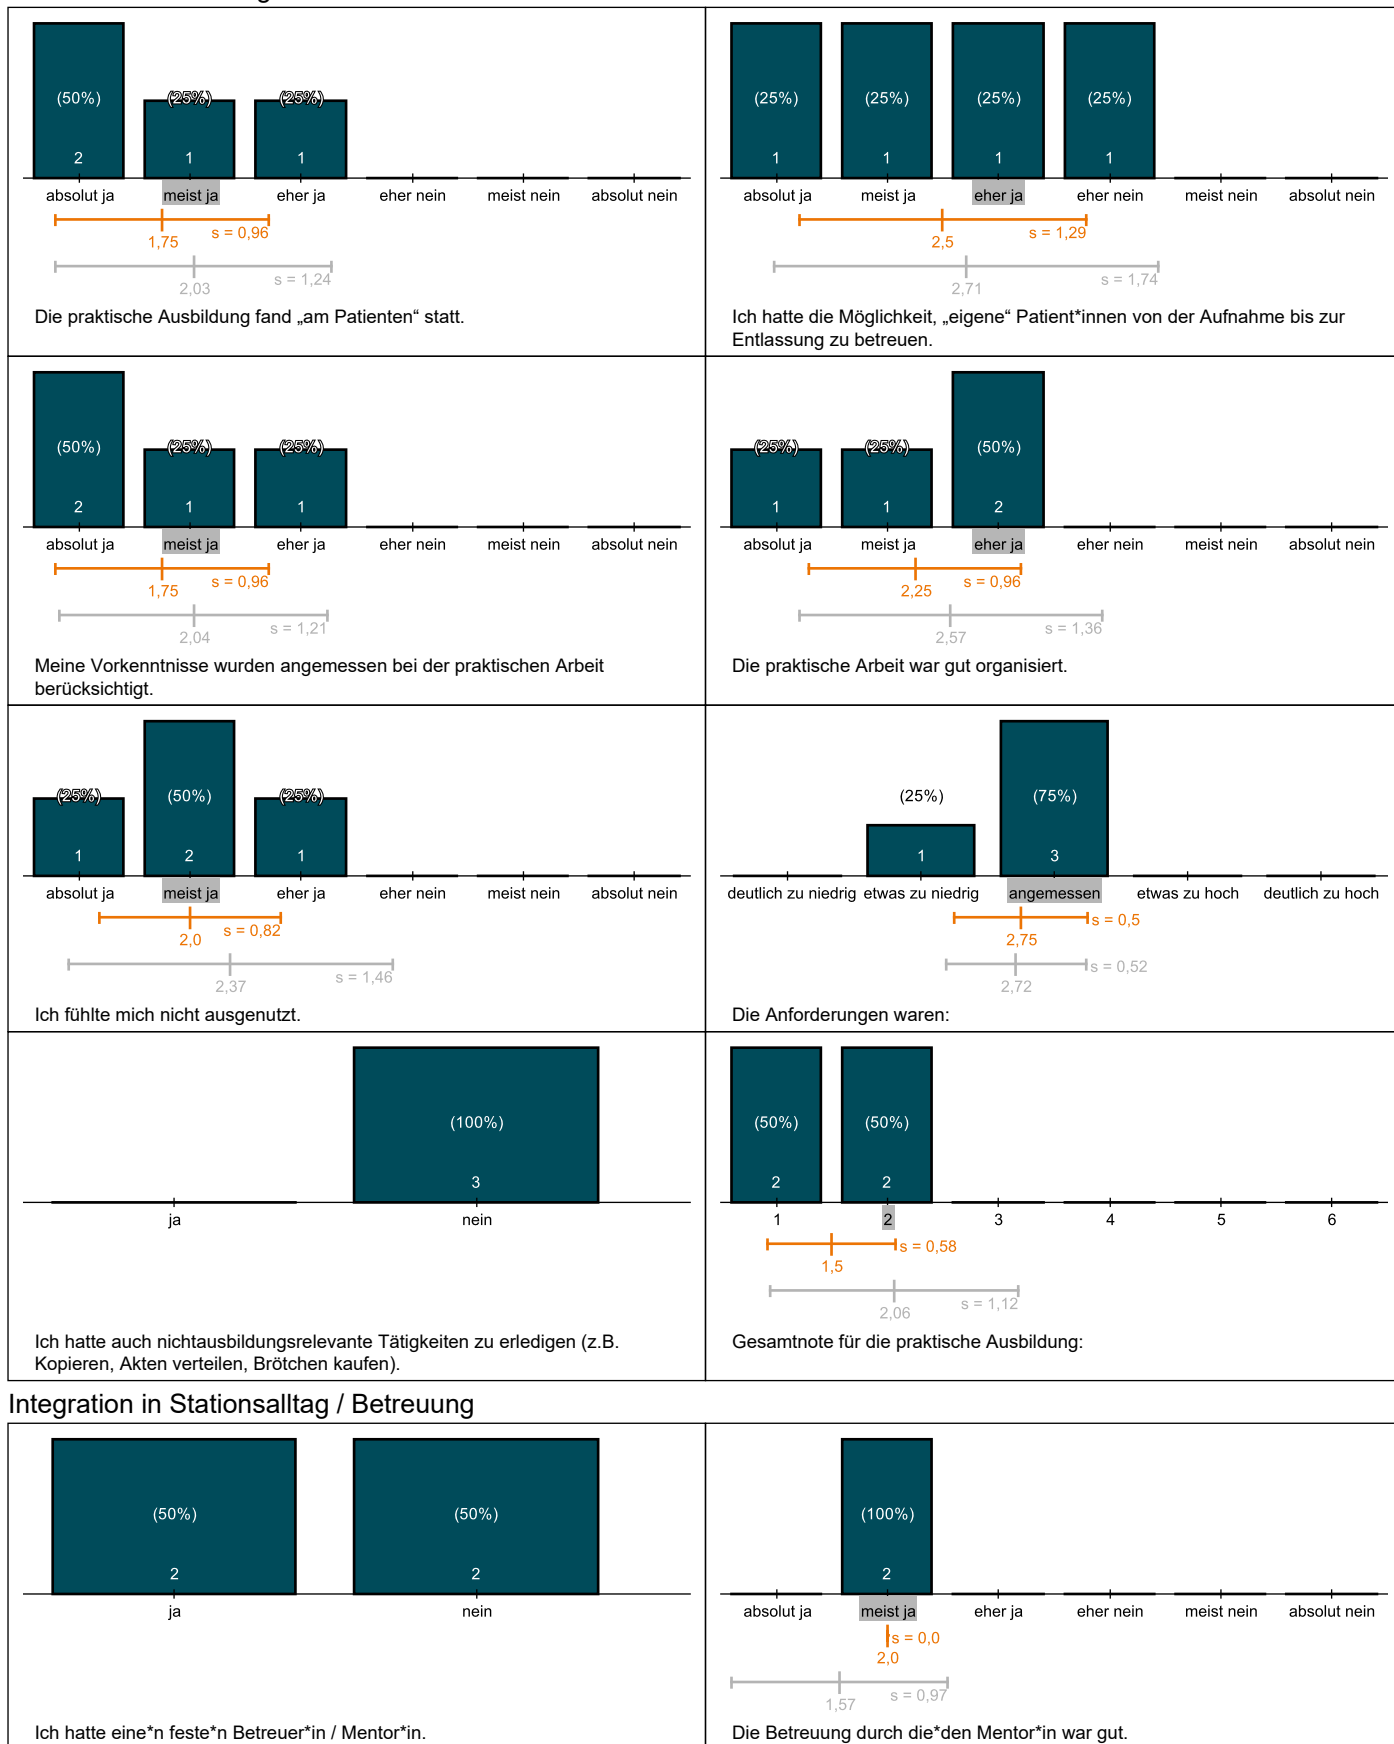 (50%) (25%) (25%)
2 1 1
absolut ja meist ja eher ja eher nein meist nein absolut nein
1,75 s = 0,96
2,03 s = 1,24
Die praktische Ausbildung fand „am Patienten“ statt.
(25%) (25%) (25%) (25%)
1 1 1 1
absolut ja meist ja eher ja eher nein meist nein absolut nein
2,5 s = 1,29
2,71 s = 1,74
Ich hatte die Möglichkeit, „eigene“ Patient*innen von der Aufnahme bis zur
Entlassung zu betreuen.
(50%) (25%) (25%)
2 1 1
absolut ja meist ja eher ja eher nein meist nein absolut nein
1,75 s = 0,96
2,04 s = 1,21
Meine Vorkenntnisse wurden angemessen bei der praktischen Arbeit
berücksichtigt.
(25%) (25%) (50%)
1 1 2
absolut ja meist ja eher ja eher nein meist nein absolut nein
2,25 s = 0,96
2,57 s = 1,36
Die praktische Arbeit war gut organisiert.
(25%) (50%) (25%)
1 2 1
absolut ja meist ja eher ja eher nein meist nein absolut nein
2,0 s = 0,82
2,37 s = 1,46
Ich fühlte mich nicht ausgenutzt.
(25%) (75%)
1 3
deutlich zu niedrig etwas zu niedrig angemessen etwas zu hoch deutlich zu hoch
2,75 s = 0,5
2,72 s = 0,52
Die Anforderungen waren:
(100%)
3
ja nein
Ich hatte auch nichtausbildungsrelevante Tätigkeiten zu erledigen (z.B.
Kopieren, Akten verteilen, Brötchen kaufen).
(50%) (50%)
2 2
1 2 3 4 5 6
1,5 s = 0,58
2,06 s = 1,12
Gesamtnote für die praktische Ausbildung:
Integration in Stationsalltag / Betreuung
(50%) (50%)
2 2
ja nein
Ich hatte eine*n feste*n Betreuer*in / Mentor*in.
(100%)
2
absolut ja meist ja eher ja eher nein meist nein absolut nein
2,0 s = 0,0
1,57 s = 0,97
Die Betreuung durch die*den Mentor*in war gut.